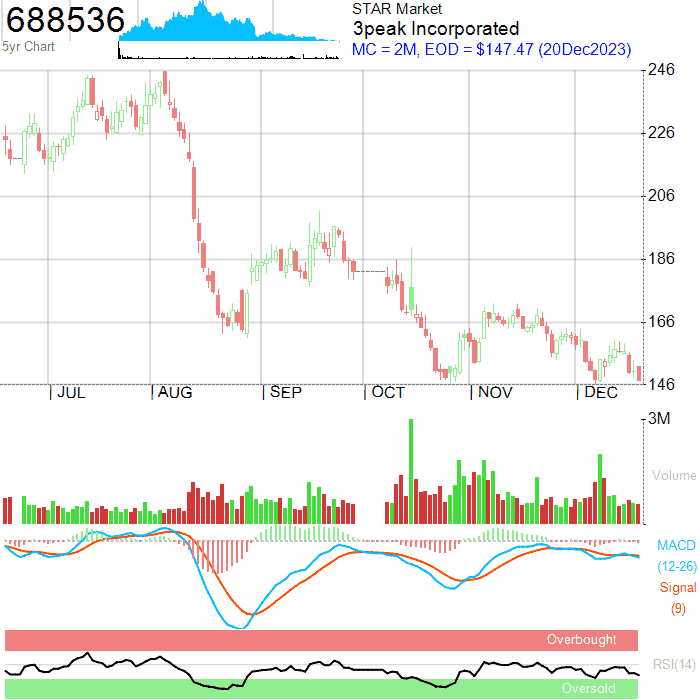 688536
5yr Chart
STAR Market
3peak Incorporated
MC = 2M, EOD = $147.47 (20Dec2023)
246
226
206
186
166
146
| JUL | AUG | SEP | OCT | NOV | DEC
3M
Volume
MACD
(12-26)
Signal
(9)
Overbought
RSI(14)
Oversold